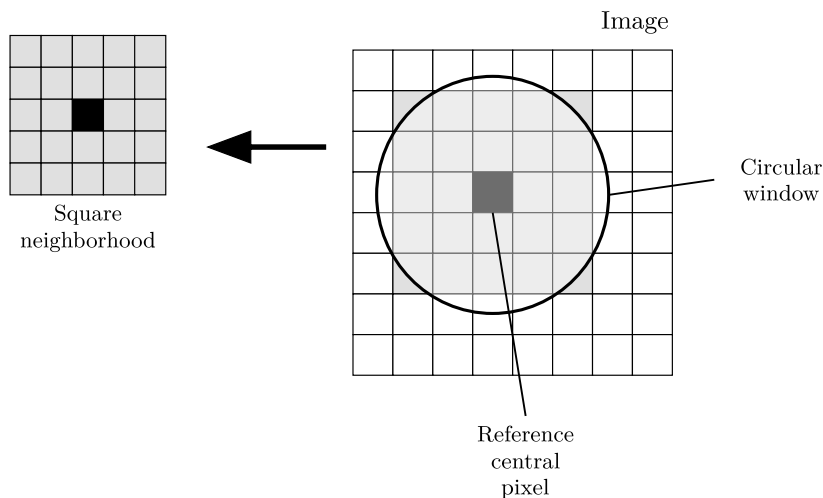 Image
Square
neighborhood
Circular
window
Reference
central
pixel